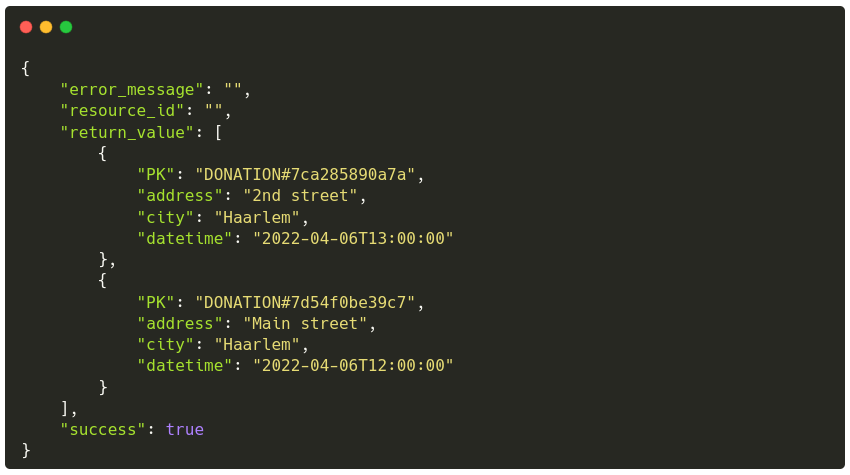 {
    "error_message": "",
    "resource_id": "",
    "return_value": [
        {
            "PK": "DONATION#7ca285890a7a",
            "address": "2nd street",
            "city": "Haarlem",
            "datetime": "2022-04-06T13:00:00"
        },
        {
            "PK": "DONATION#7d54f0be39c7",
            "address": "Main street",
            "city": "Haarlem",
            "datetime": "2022-04-06T12:00:00"
        }
    ],
    "success": true
}